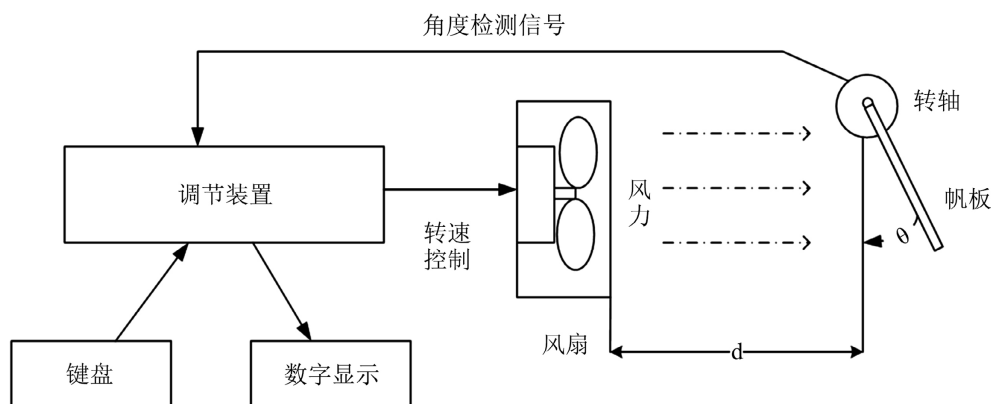 角度检测信号
转轴
调节装置
风
力
帆板
转速
控制
θ
风扇
d
键盘
数字显示